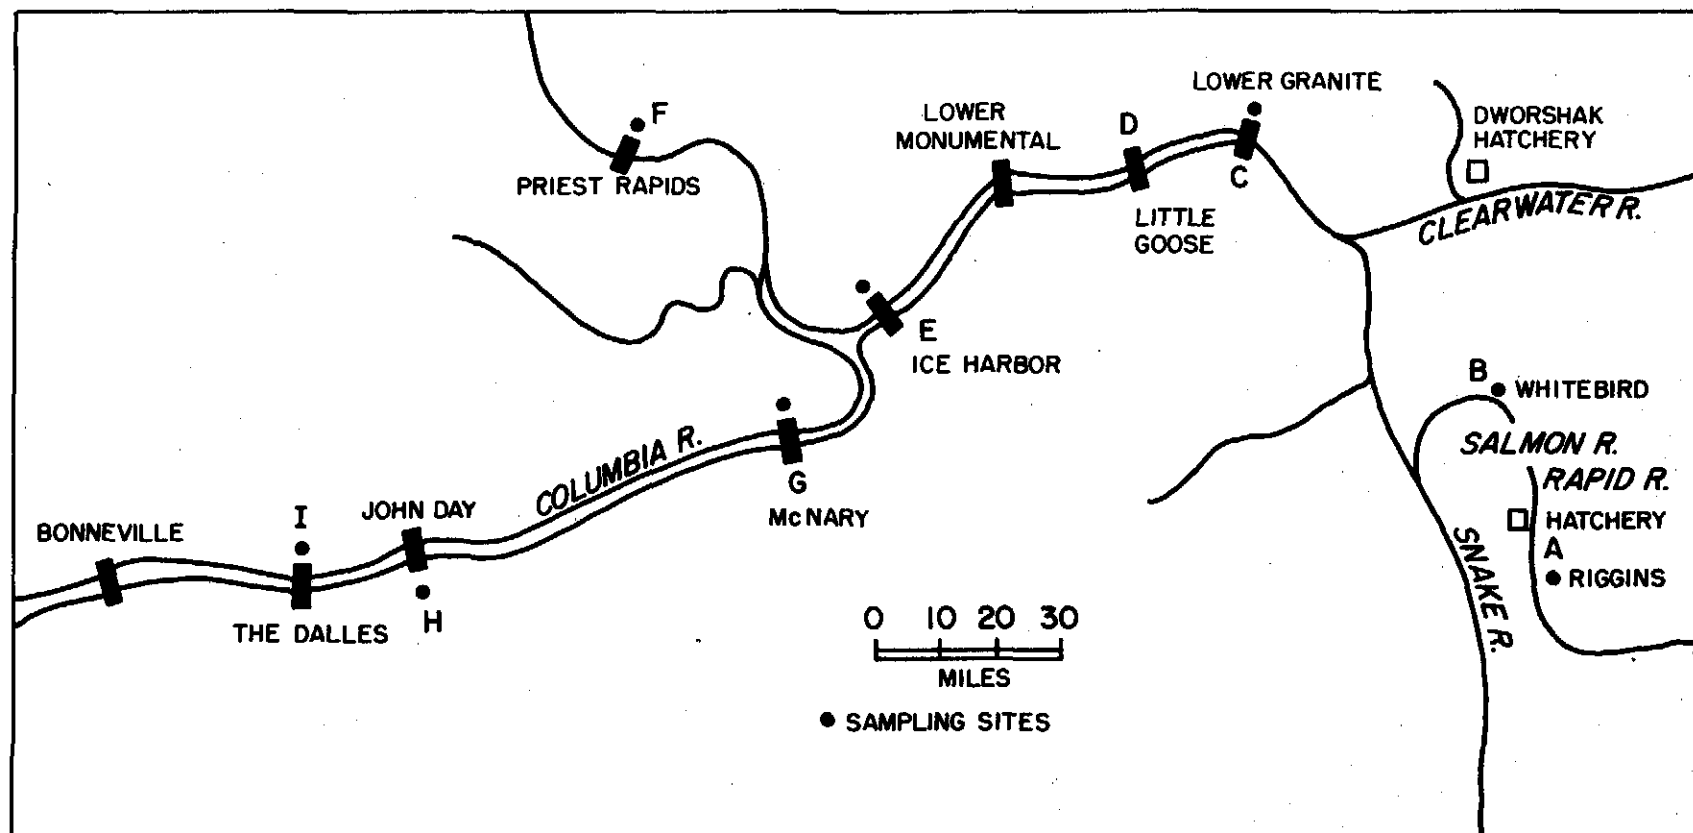 F
PRIEST RAPIDS
LOWER
MONUMENTAL
D
LITTLE
GOOSE
LOWER GRANITE
C
DWORSHAK
HATCHERY
CLEARWATER R.
E
ICE HARBOR
B
WHITEBIRD
SALMON R.
RAPID R.
HATCHERY
A
RIGGINS
SNAKE R.
COLUMBIA R.
G
McNARY
JOHN DAY
H
I
THE DALLES
BONNEVILLE
0 10 20 30
MILES
SAMPLING SITES